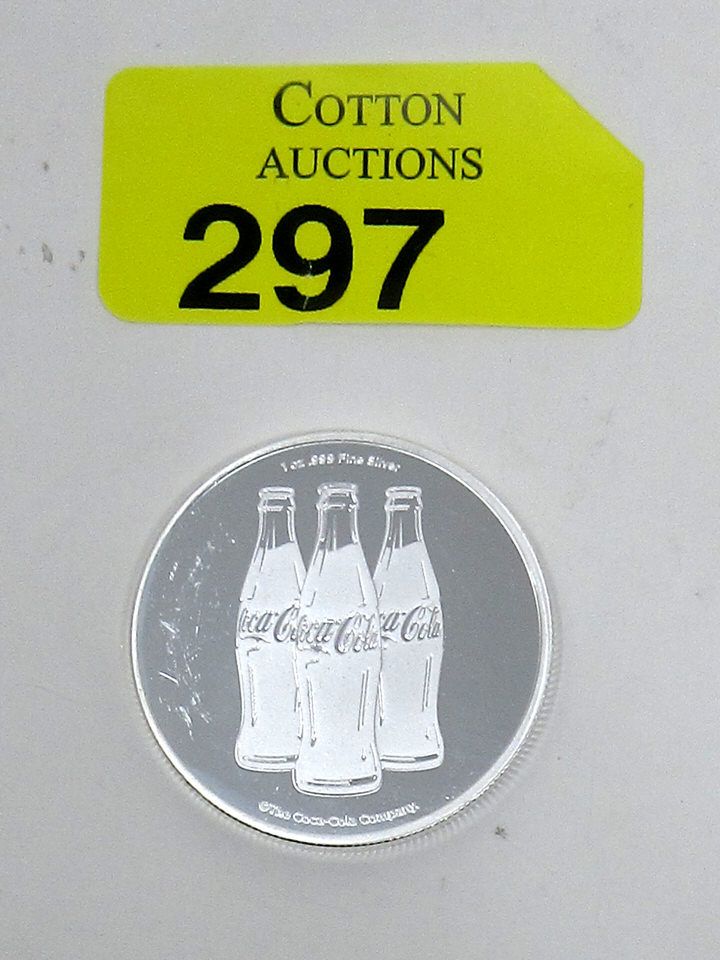 COTTON
AUCTIONS
297
1 oz .999 Fine Silver
Coca-Cola Coca-Cola Coca-Cola
©The Coca-Cola Company.